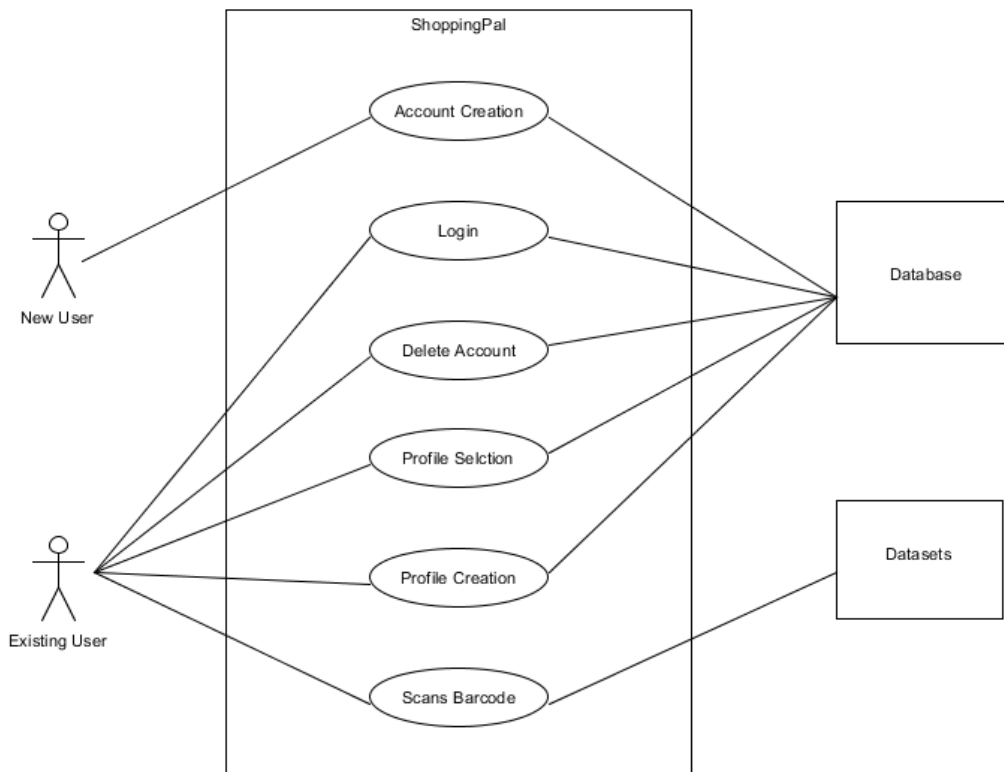 ShoppingPal
Account Creation
Login
Database
New User
Delete Account
Profile Selction
Datasets
Profile Creation
Existing User
Scans Barcode